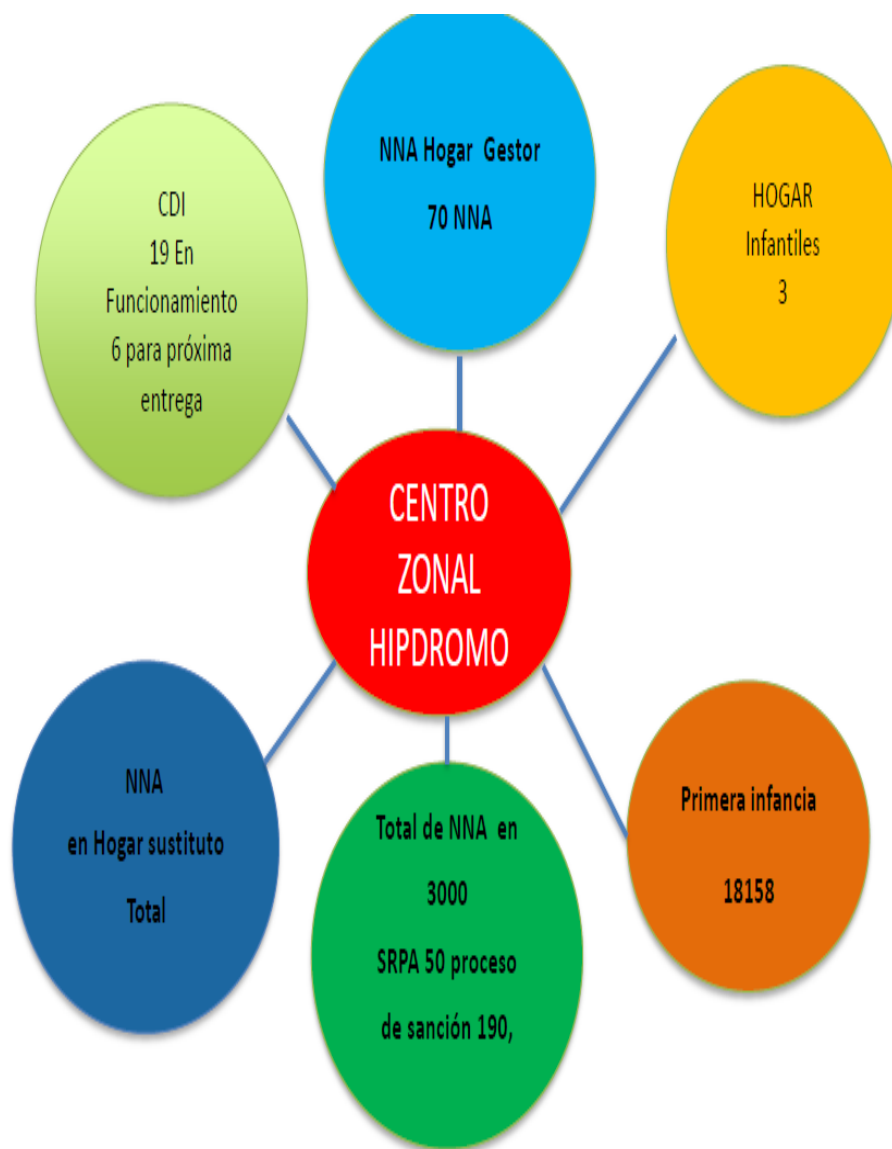 NNA Hogar Gestor
70 NNA
CDI
19 En
Funcionamiento
6 para próxima
entrega
HOGAR
Infantiles
3
CENTRO
ZONAL
HIPDROMO
NNA
en Hogar sustituto
Total
Total de NNA en
3000
SRPA 50 proceso
de sanción 190,
Primera infancia
18158